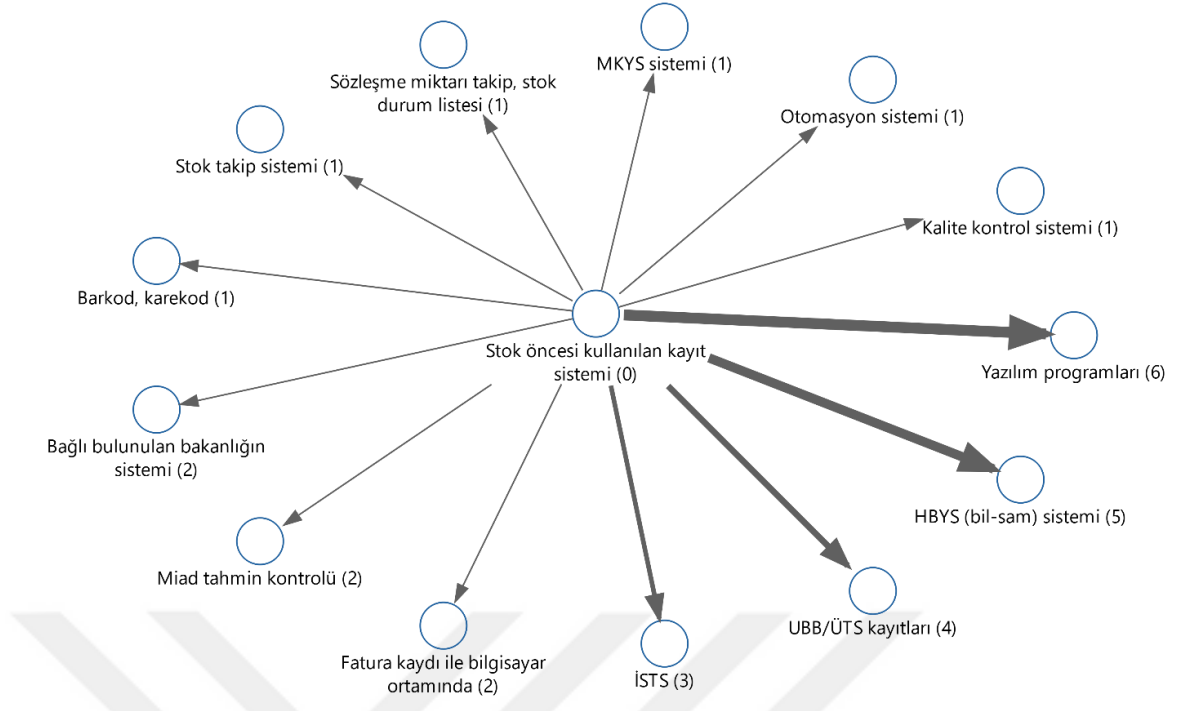 MKYS sistemi (1)
Sözleşme miktarı takip, stok
durum listesi (1)
Otomasyon sistemi (1)
Stok takip sistemi (1)
Kalite kontrol sistemi (1)
Barkod, karekod (1)
Stok öncesi kullanılan kayıt
sistemi (0)
Yazılım programları (6)
Bağlı bulunulan bakanlığın
sistemi (2)
HBYS (bil-sam) sistemi (5)
Miad tahmin kontrolü (2)
UBB/ÜTS kayıtları (4)
Fatura kaydı ile bilgisayar
ortamında (2)
İSTS (3)